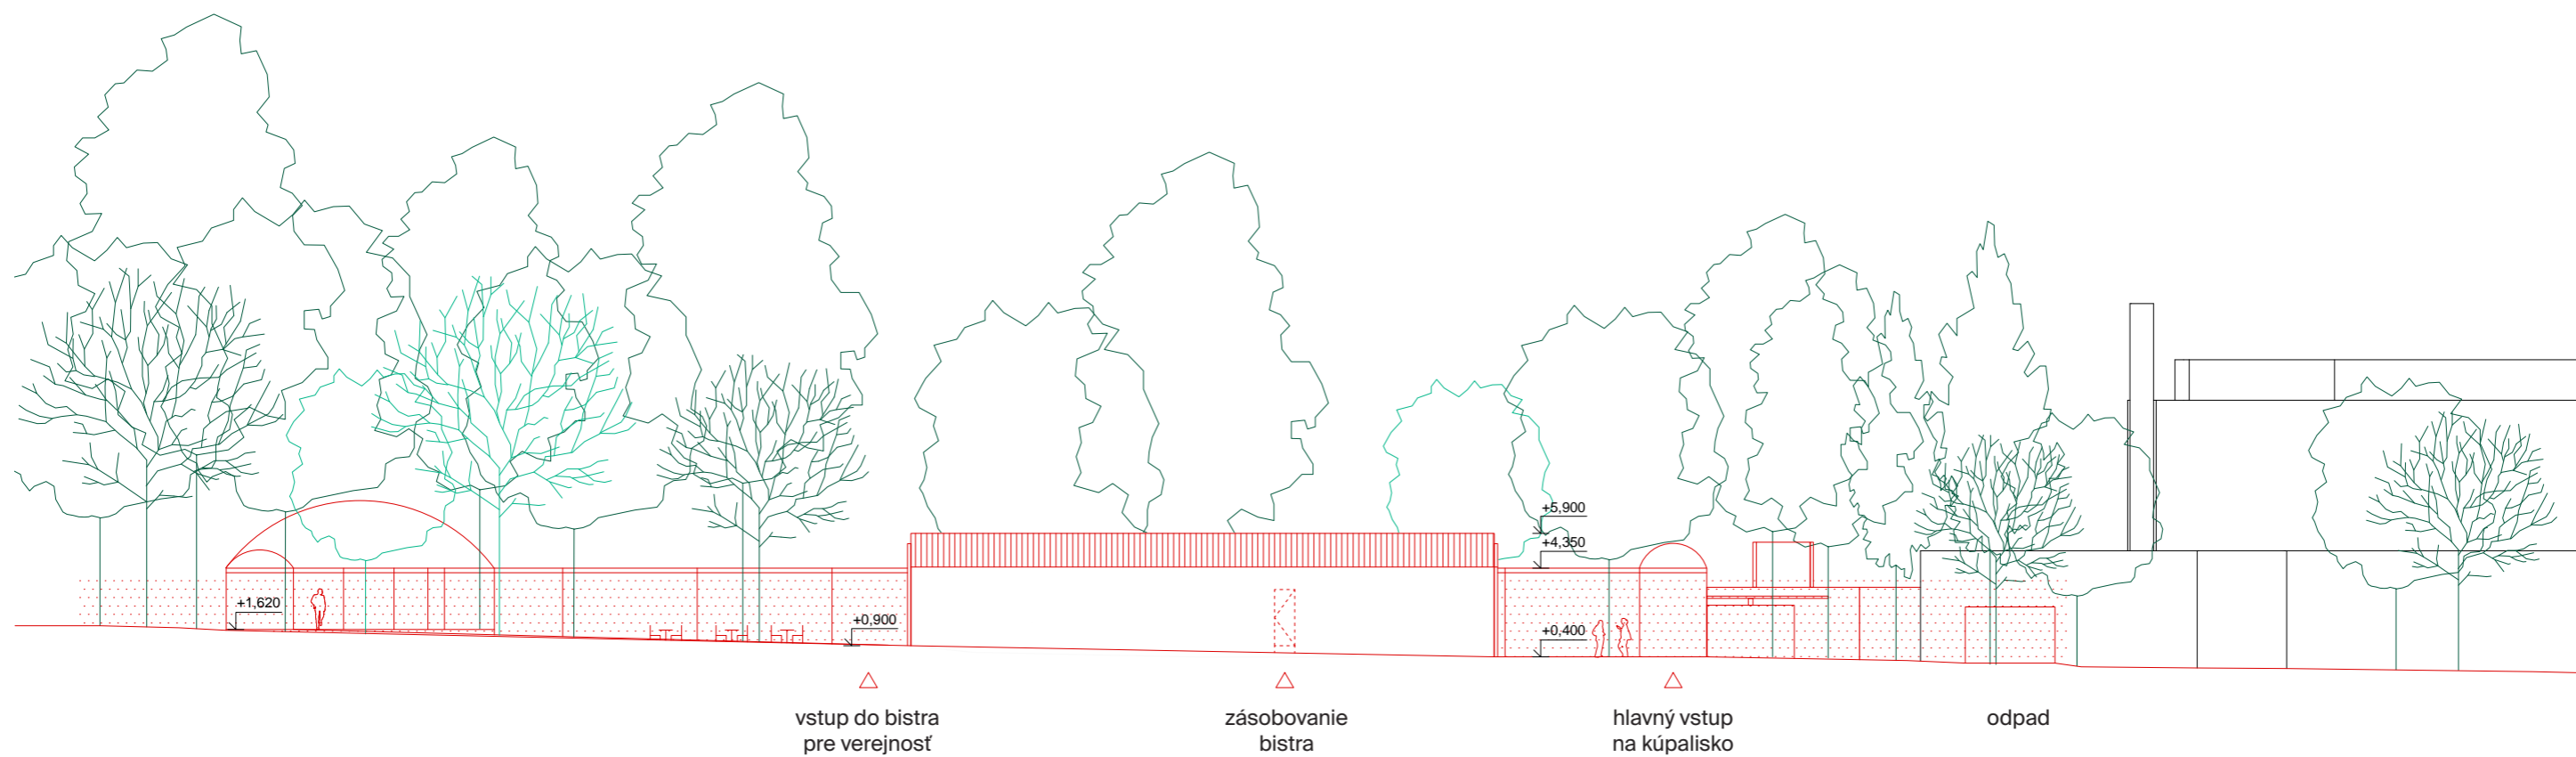 +5,900
+4,350
+1,620
+0,900
+0,400
vstup do bistra
pre verejnosť
zásobovanie
bistra
hlavný vstup
na kúpalisko
odpad